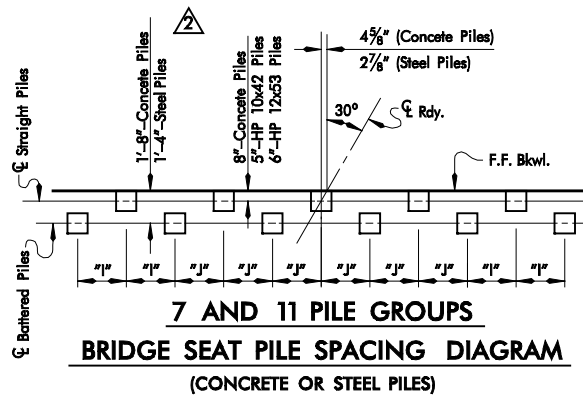 2
4⅝" (Concrete Piles)
2⅞" (Steel Piles)
℄ Straight Piles
1'-8"-Concrete Piles
1'-4"-Steel Piles
8"-Concrete Piles
5"-HP 10x42 Piles
6"-HP 12x53 Piles
30°
℄ Rdy.
F.F. Bkwl.
℄ Battered Piles
"I" "I" "J" "J" "J" "J" "J" "J" "I" "I"
7 AND 11 PILE GROUPS
BRIDGE SEAT PILE SPACING DIAGRAM
(CONCRETE OR STEEL PILES)